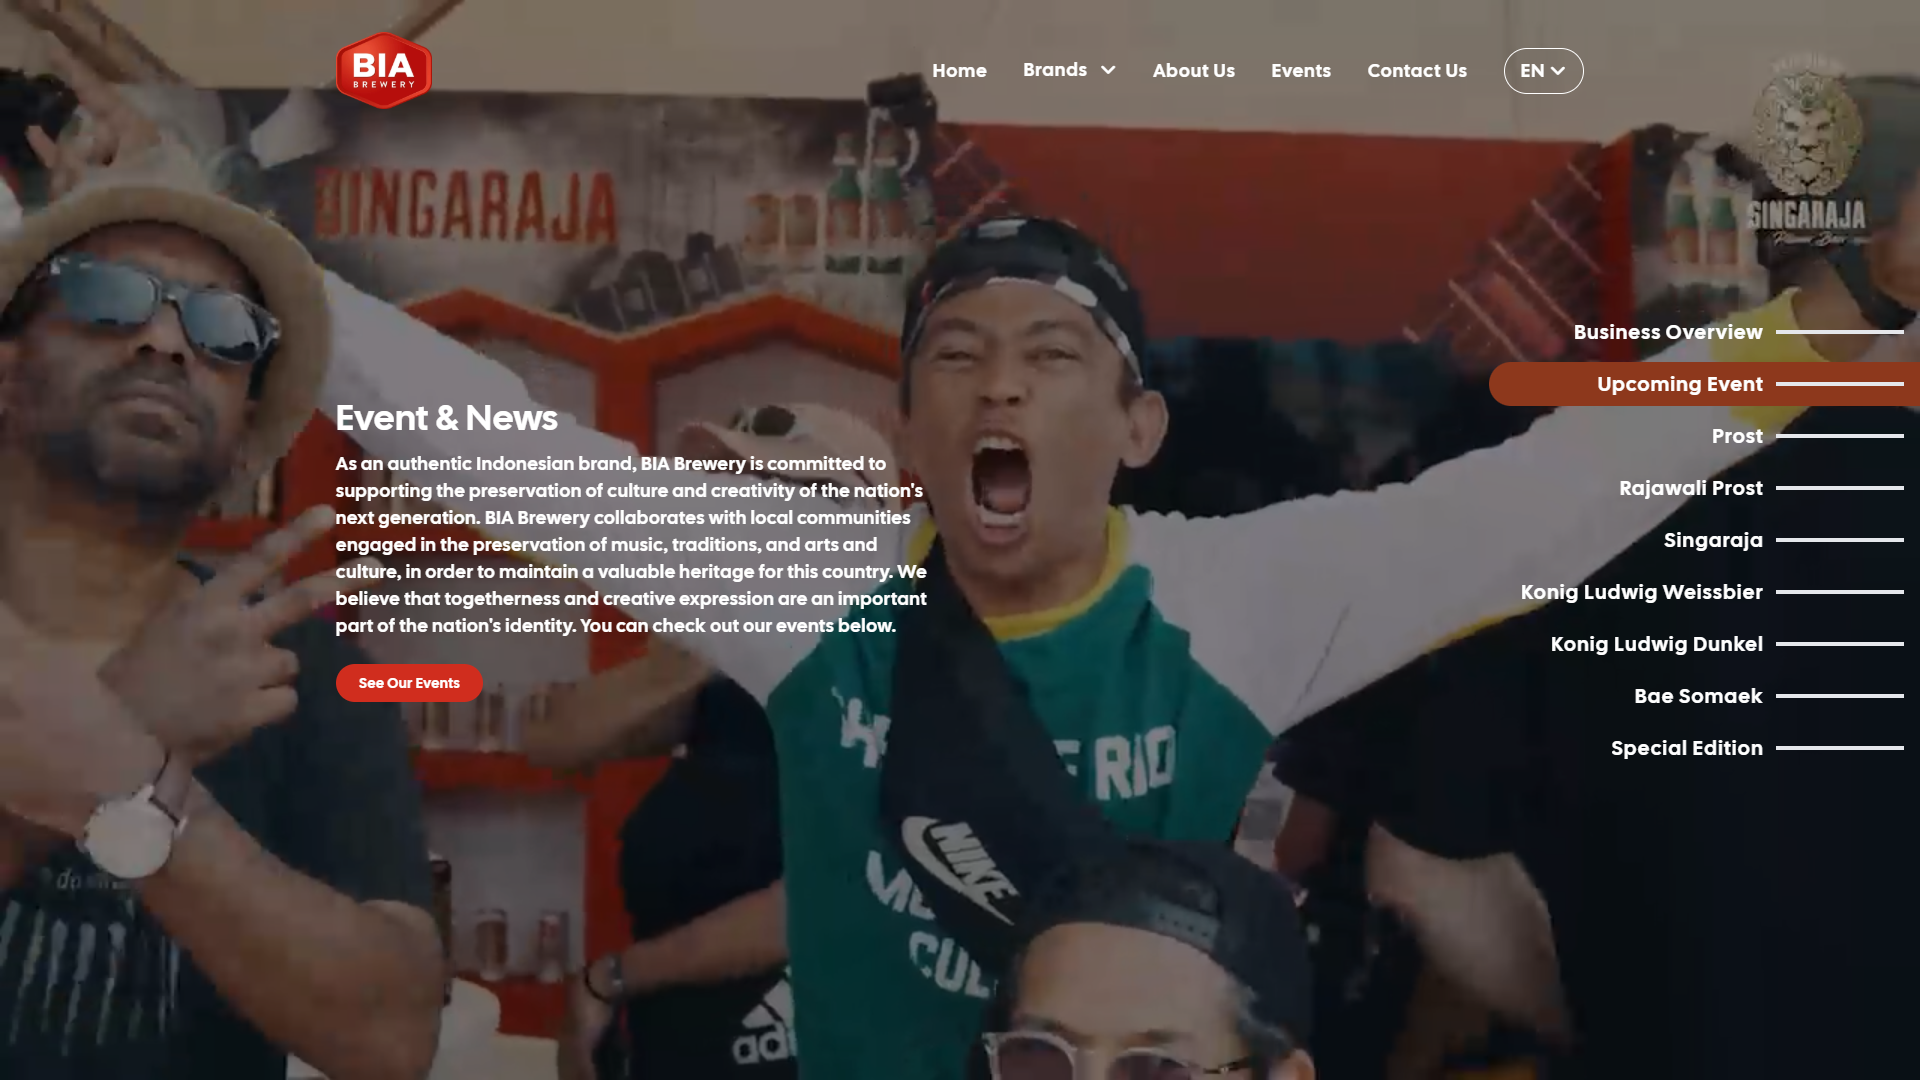 BIA
BREWERY
Home
Brands
About Us
Events
Contact Us
EN
SINGARAJA
SINGARAJA
Business Overview
Upcoming Event
Prost
Rajawali Prost
Singaraja
Konig Ludwig Weissbier
Konig Ludwig Dunkel
Bae Somaek
Special Edition
Event & News
As an authentic Indonesian brand, BIA Brewery is committed to
supporting the preservation of culture and creativity of the nation's
next generation. BIA Brewery collaborates with local communities
engaged in the preservation of music, traditions, and arts and
culture, in order to maintain a valuable heritage for this country. We
believe that togetherness and creative expression are an important
part of the nation's identity. You can check out our events below.
See Our Events
NIKE